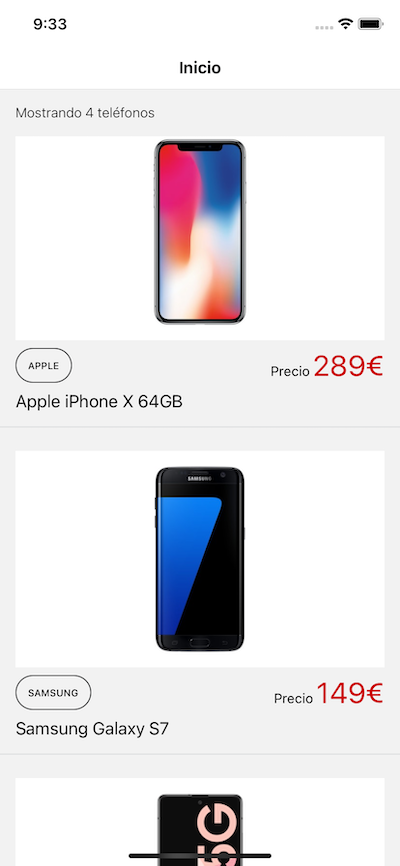 9:33
Inicio
Mostrando 4 teléfonos
APPLE
Precio 289€
Apple iPhone X 64GB
SAMSUNG
SAMSUNG
Precio 149€
Samsung Galaxy S7
5G